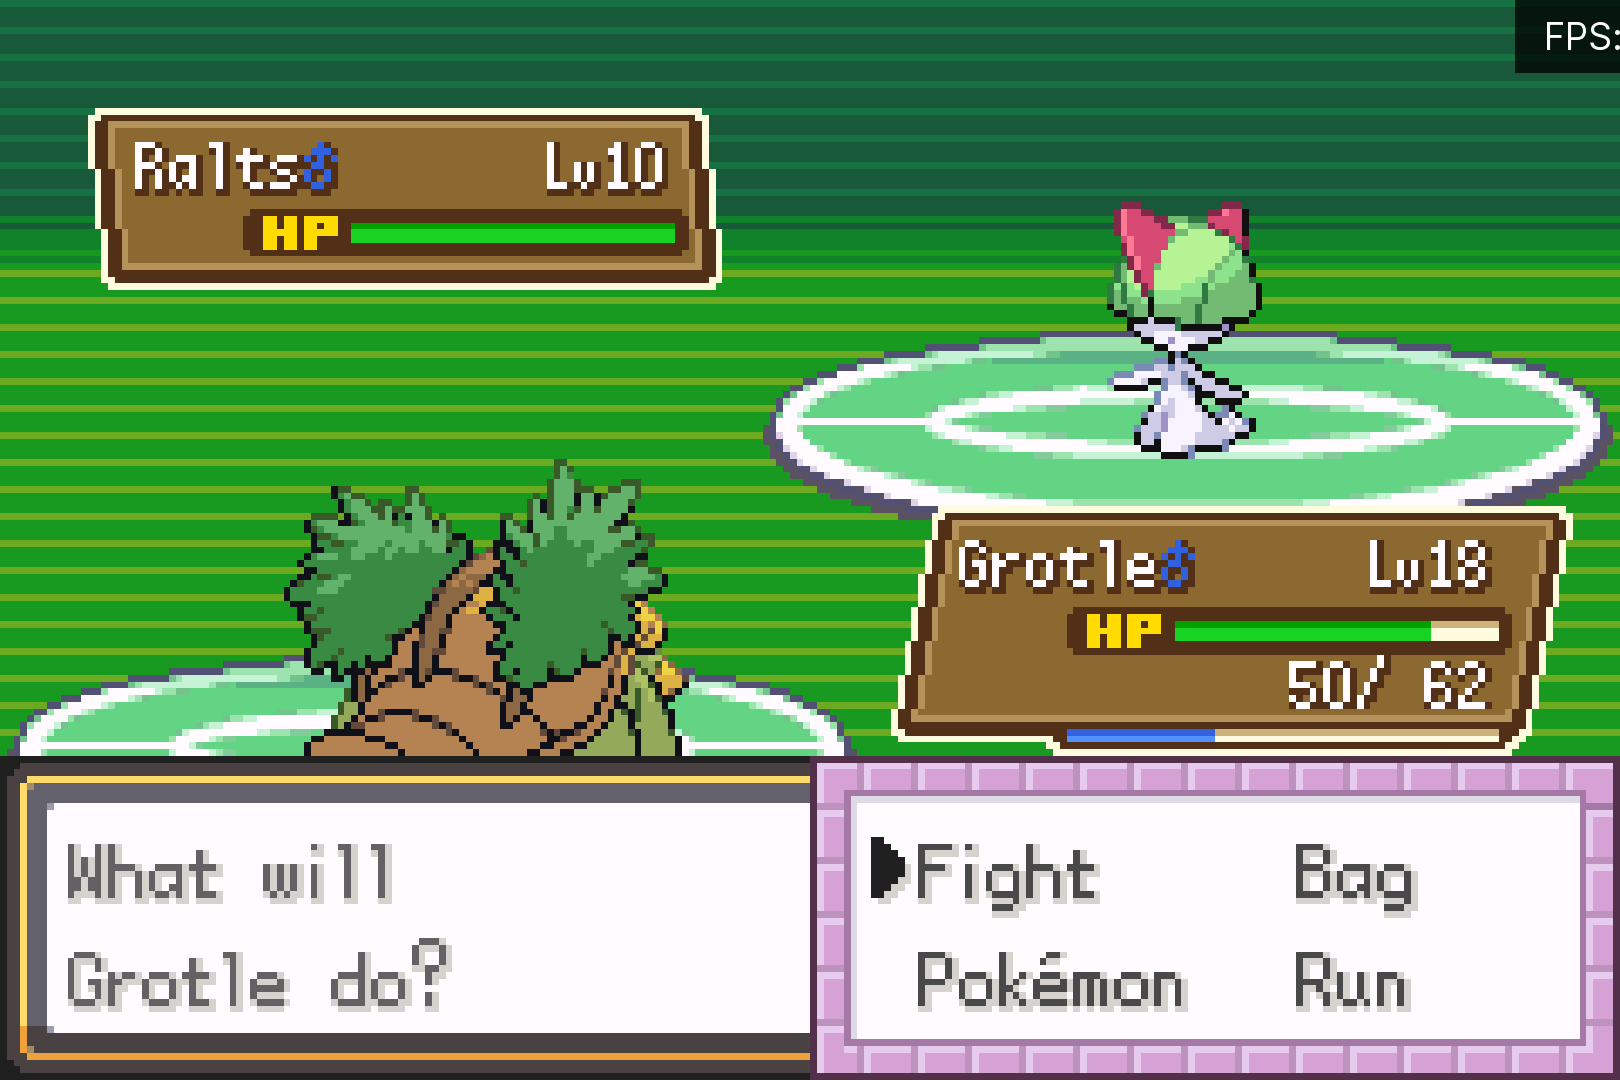 FPS:
Ralts♂ Lv10
HP
Grotle♂ Lv18
HP
50/ 62
What will
Grotle do?
Fight Bag
Pokémon Run